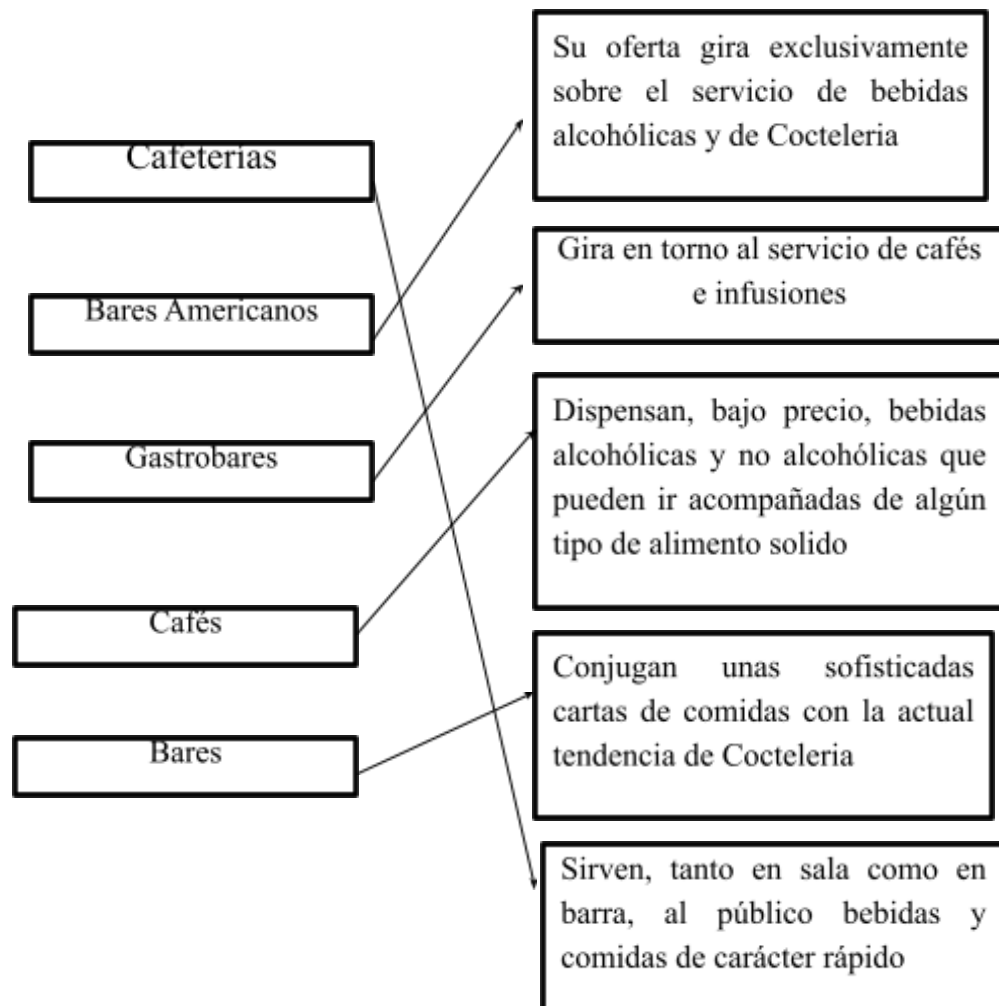 Cafeterías
Bares Americanos
Gastrobares
Cafés
Bares
Su oferta gira exclusivamente
sobre el servicio de bebidas
alcohólicas y de Cocteleria
Gira en torno al servicio de cafés
e infusiones
Dispensan, bajo precio, bebidas
alcohólicas y no alcohólicas que
pueden ir acompañadas de algún
tipo de alimento solido
Conjugan unas sofisticadas
cartas de comidas con la actual
tendencia de Cocteleria
Sirven, tanto en sala como en
barra, al público bebidas y
comidas de carácter rápido